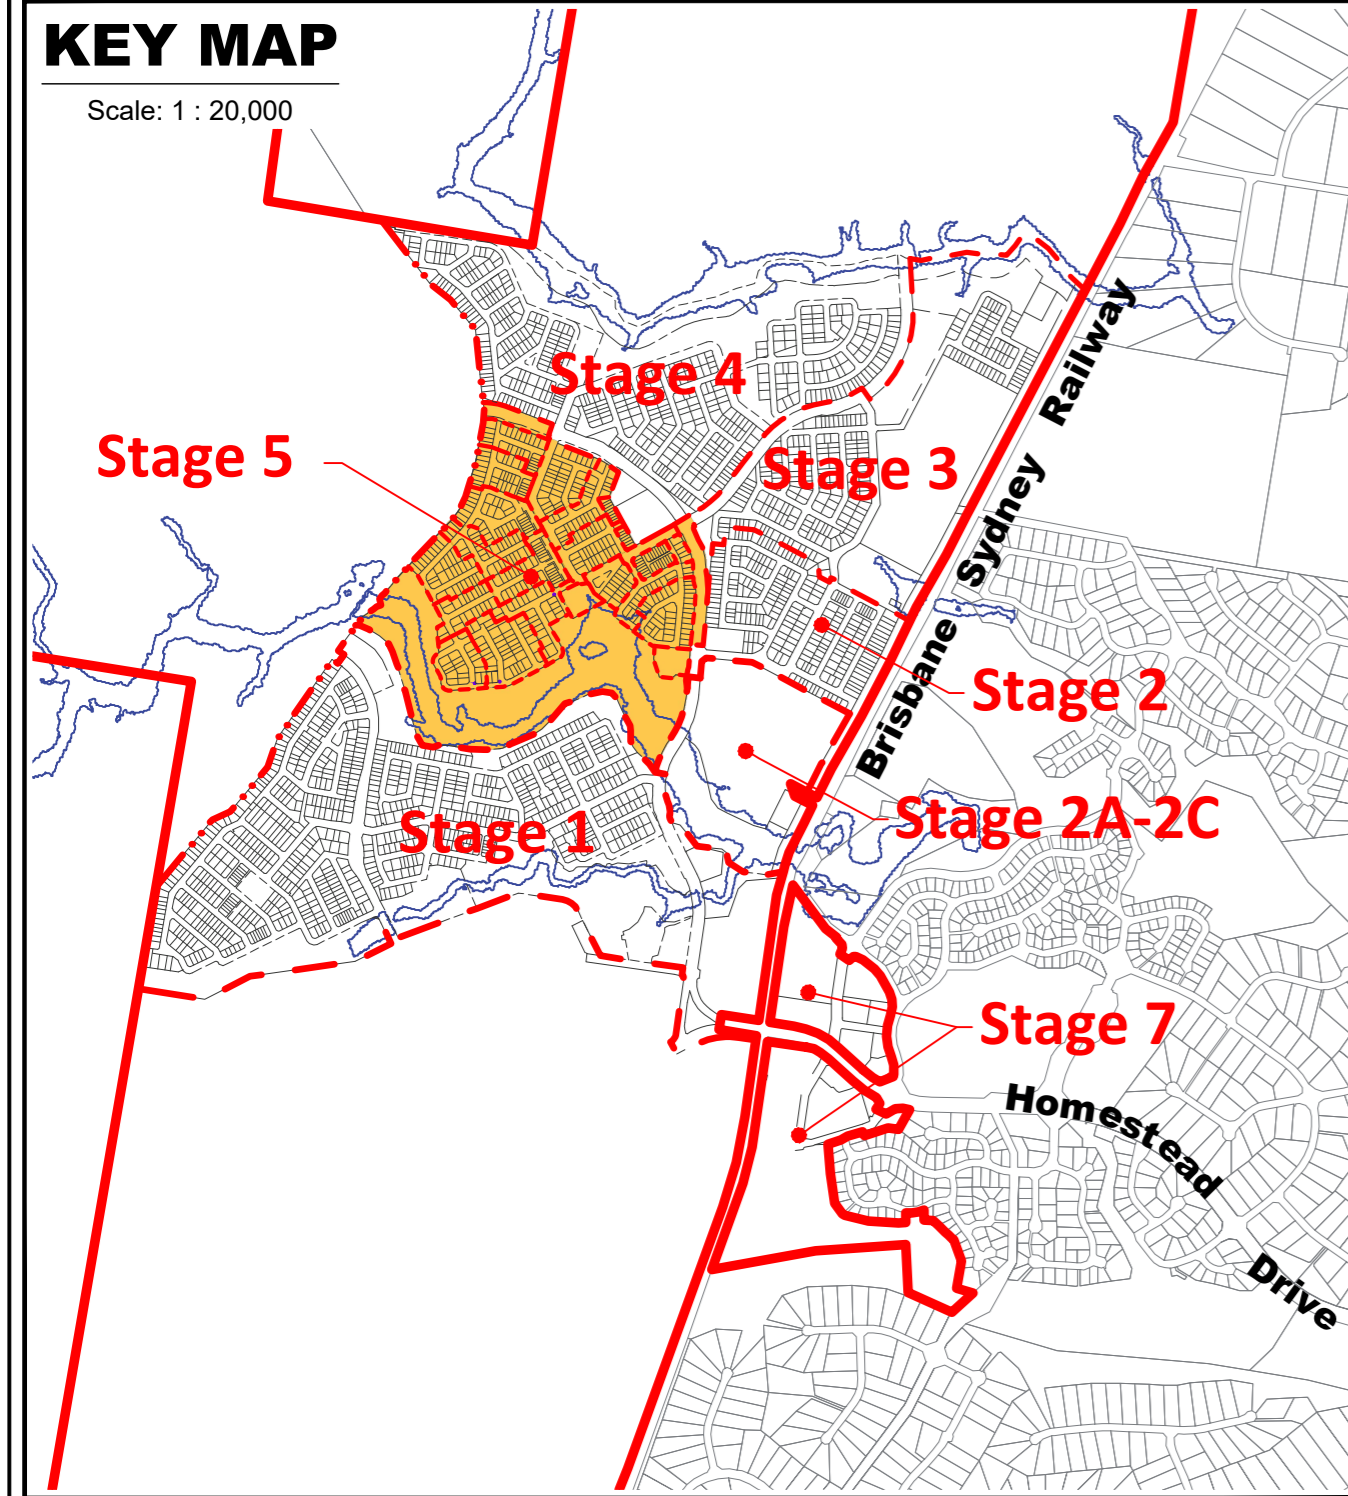 KEY MAP
Scale: 1 : 20,000
Stage 4
Stage 5
Stage 3
Brisbane Sydney Railway
Stage 2
Stage 2A-2C
Stage 1
Stage 7
Homestead Drive